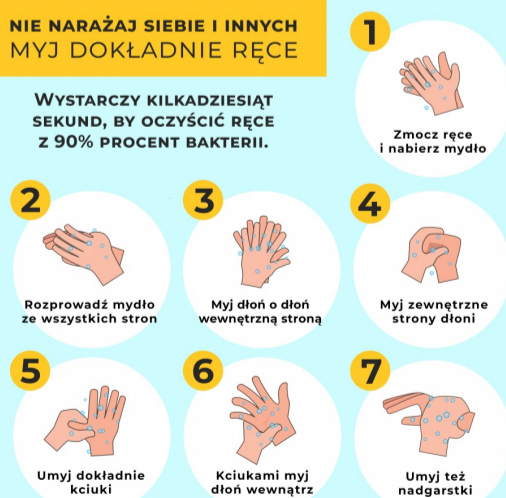 NIE NARAŻAJ SIEBIE I INNYCH
MYJ DOKŁADNIE RĘCE
WYSTARCZY KILKADZIESIĄT
SEKUND, BY OCZYŚCIĆ RĘCE
Z 90% PROCENT BAKTERII.
1
Zmocz ręce
i nabierz mydło
2
Rozprowadź mydło
ze wszystkich stron
3
Myj dłoń o dłoń
wewnętrzną stroną
4
Myj zewnętrzne
strony dłoni
5
Umyj dokładnie
kciuki
6
Kciukami myj
dłoń wewnątrz
7
Umyj też
nadgarstki